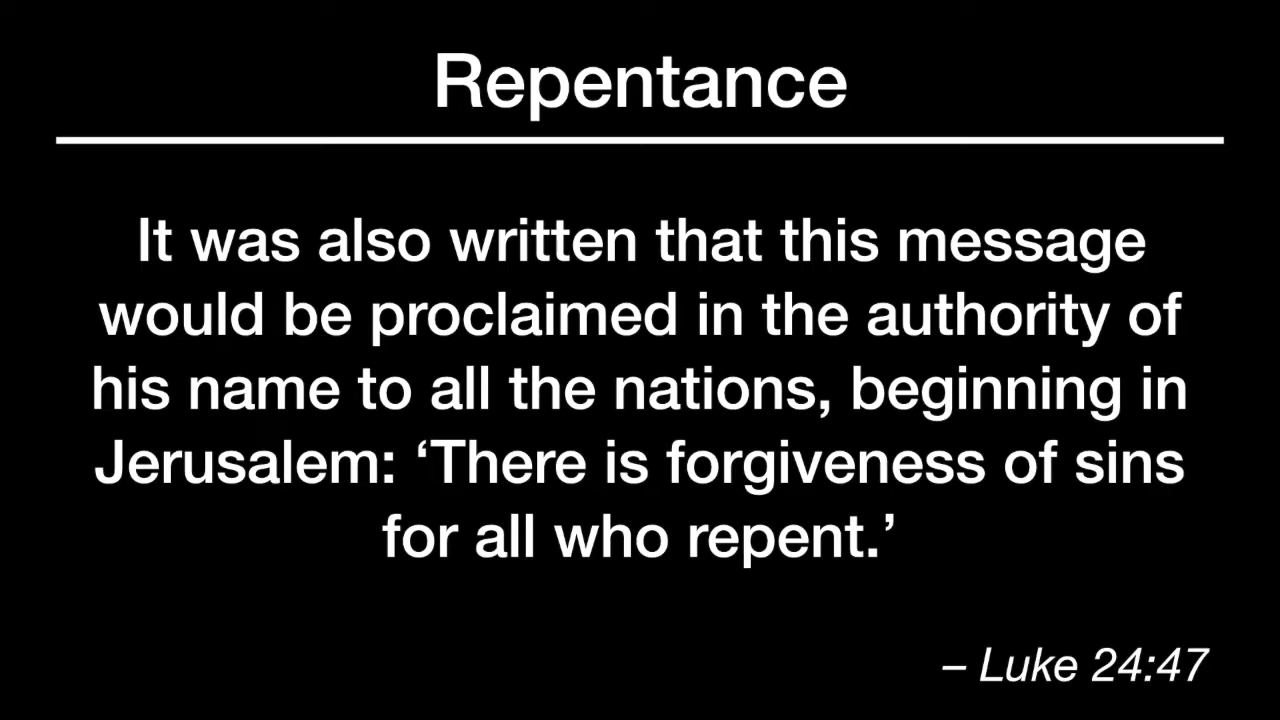 Repentance
It was also written that this message
would be proclaimed in the authority of
his name to all the nations, beginning in
Jerusalem: ‘There is forgiveness of sins
for all who repent.’
– Luke 24:47